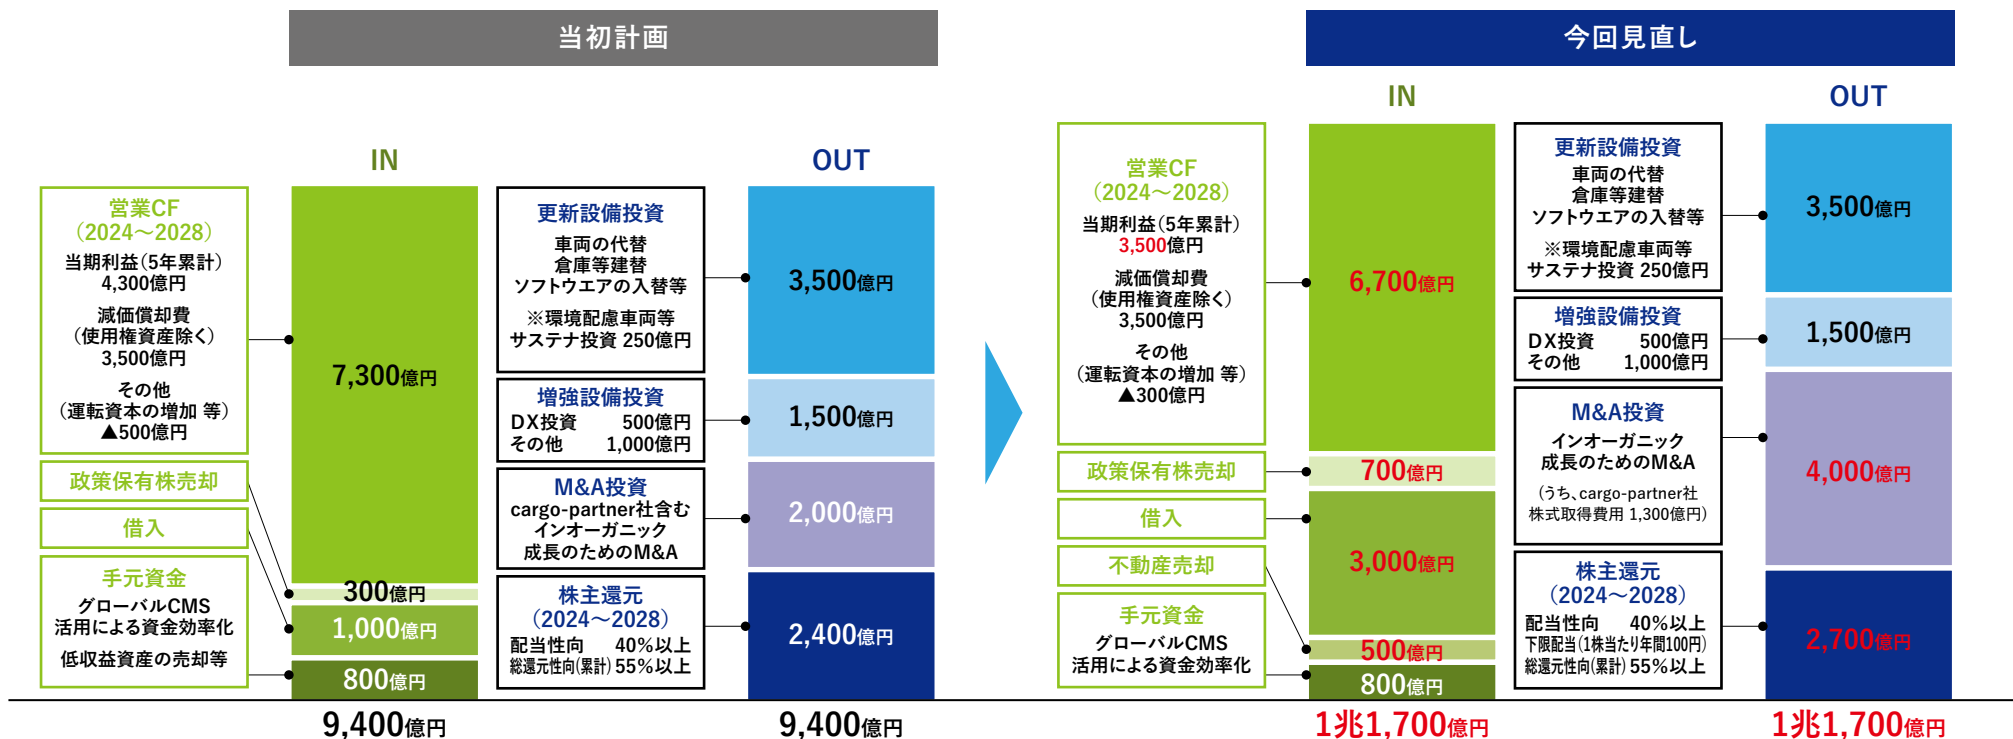 当初計画
IN
OUT
営業CF
(2024~2028)
当期利益(5年累計)
4,300億円
減価償却費
(使用権資産除く)
3,500億円
その他
(運転資本の増加 等)
▲500億円
政策保有株売却
借入
手元資金
グローバルCMS
活用による資金効率化
低収益資産の売却等
7,300億円
300億円
1,000億円
800億円
9,400億円
更新設備投資
車両の代替
倉庫等建替
ソフトウエアの入替等
※環境配慮車両等
サステナ投資 250億円
増強設備投資
DX投資 500億円
その他 1,000億円
M&A投資
cargo-partner社含む
インオーガニック
成長のためのM&A
株主還元
(2024~2028)
配当性向 40%以上
総還元性向(累計) 55%以上
3,500億円
1,500億円
2,000億円
2,400億円
9,400億円
今回見直し
IN
OUT
営業CF
(2024~2028)
当期利益(5年累計)
3,500億円
減価償却費
(使用権資産除く)
3,500億円
その他
(運転資本の増加 等)
▲300億円
政策保有株売却
借入
不動産売却
手元資金
グローバルCMS
活用による資金効率化
6,700億円
700億円
3,000億円
500億円
800億円
1兆1,700億円
更新設備投資
車両の代替
倉庫等建替
ソフトウエアの入替等
※環境配慮車両等
サステナ投資 250億円
増強設備投資
DX投資 500億円
その他 1,000億円
M&A投資
インオーガニック
成長のためのM&A
(うち、cargo-partner社
株式取得費用 1,300億円)
株主還元
(2024~2028)
配当性向 40%以上
下限配当(1株当たり年間100円)
総還元性向(累計) 55%以上
3,500億円
1,500億円
4,000億円
2,700億円
1兆1,700億円